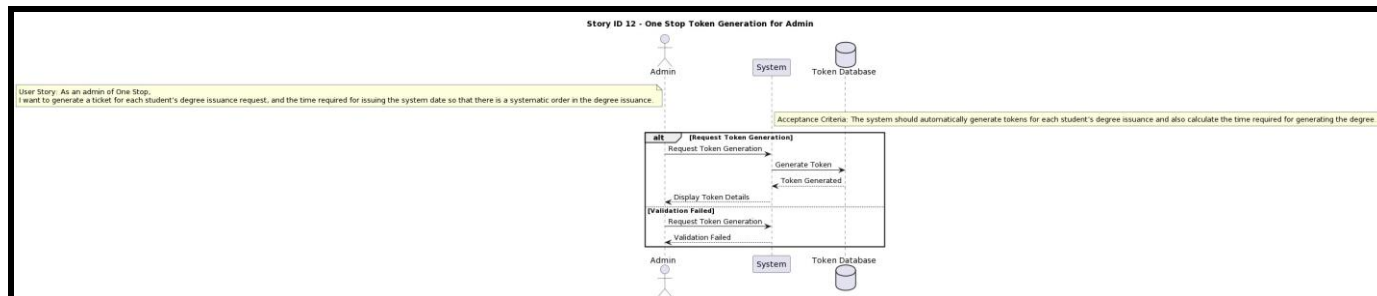 Story ID 12 - One Stop Token Generation for Admin
Admin
System
Token Database
User Story: As an admin of One Stop,
I want to generate a ticket for each student's degree issuance request, and the time required for issuing the system date so that there is a systematic order in the degree issuance.
Acceptance Criteria: The system should automatically generate tokens for each student's degree issuance and also calculate the time required for generating the degree.
alt [Request Token Generation]
Request Token Generation
Generate Token
Token Generated
Display Token Details
[Validation Failed]
Request Token Generation
Validation Failed
Admin
System
Token Database